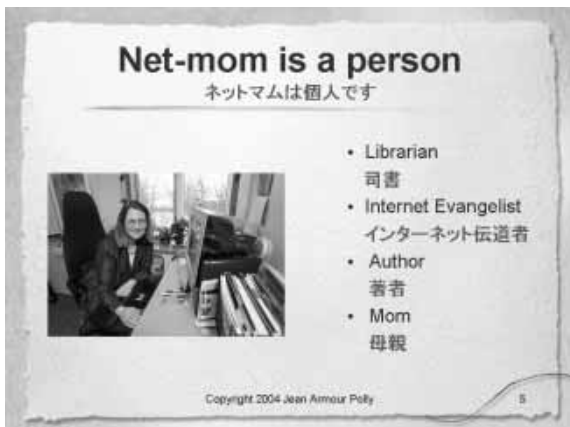 Net-mom is a person
ネットマムは個人です
• Librarian
司書
• Internet Evangelist
インターネット伝道者
• Author
著者
• Mom
母親
Copyright 2004 Jean Armour Polly
5